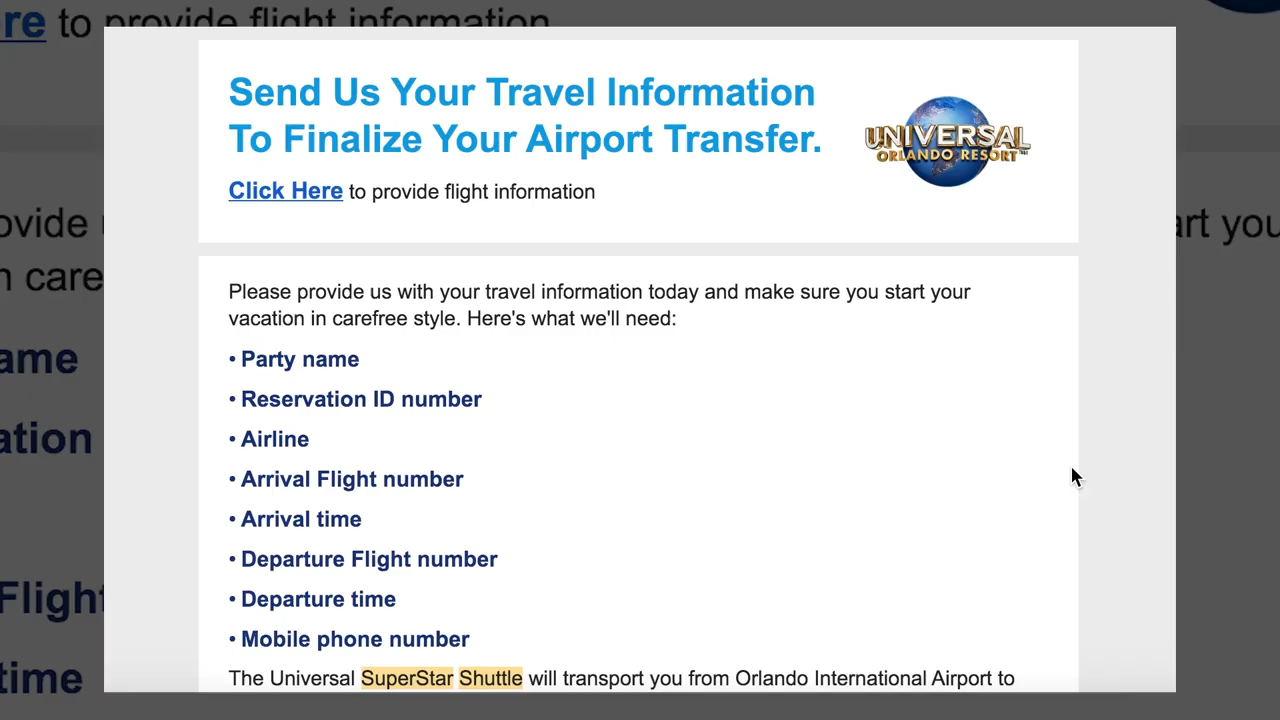 Send Us Your Travel Information
To Finalize Your Airport Transfer.
UNIVERSAL
ORLANDO RESORT
Click Here to provide flight information
Please provide us with your travel information today and make sure you start your
vacation in carefree style. Here's what we'll need:
• Party name
• Reservation ID number
• Airline
• Arrival Flight number
• Arrival time
• Departure Flight number
• Departure time
• Mobile phone number
The Universal SuperStar Shuttle will transport you from Orlando International Airport to